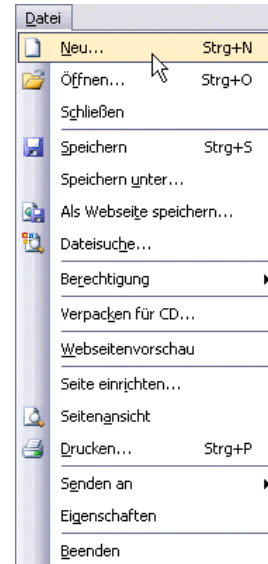 Datei
Neu... Strg+N
Öffnen... Strg+O
Schließen
Speichern Strg+S
Speichern unter...
Als Webseite speichern...
Dateisuche...
Berechtigung
Verpacken für CD...
Webseitenvorschau
Seite einrichten...
Seitenansicht
Drucken... Strg+P
Senden an
Eigenschaften
Beenden